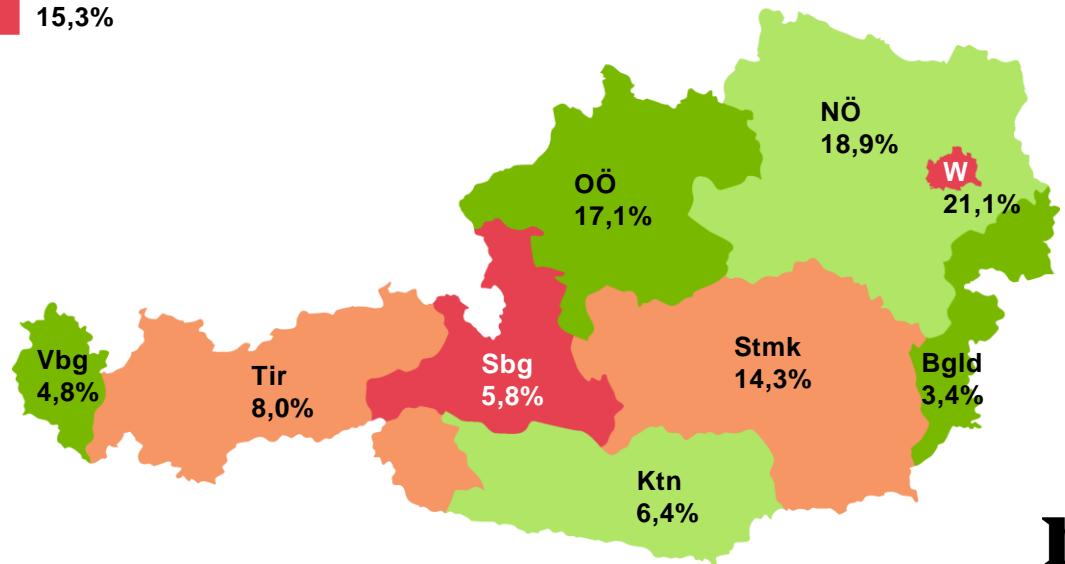 15,3%
NÖ
18,9%
W
21,1%
OÖ
17,1%
Vbg
4,8%
Tir
8,0%
Sbg
5,8%
Stmk
14,3%
Bgld
3,4%
Ktn
6,4%